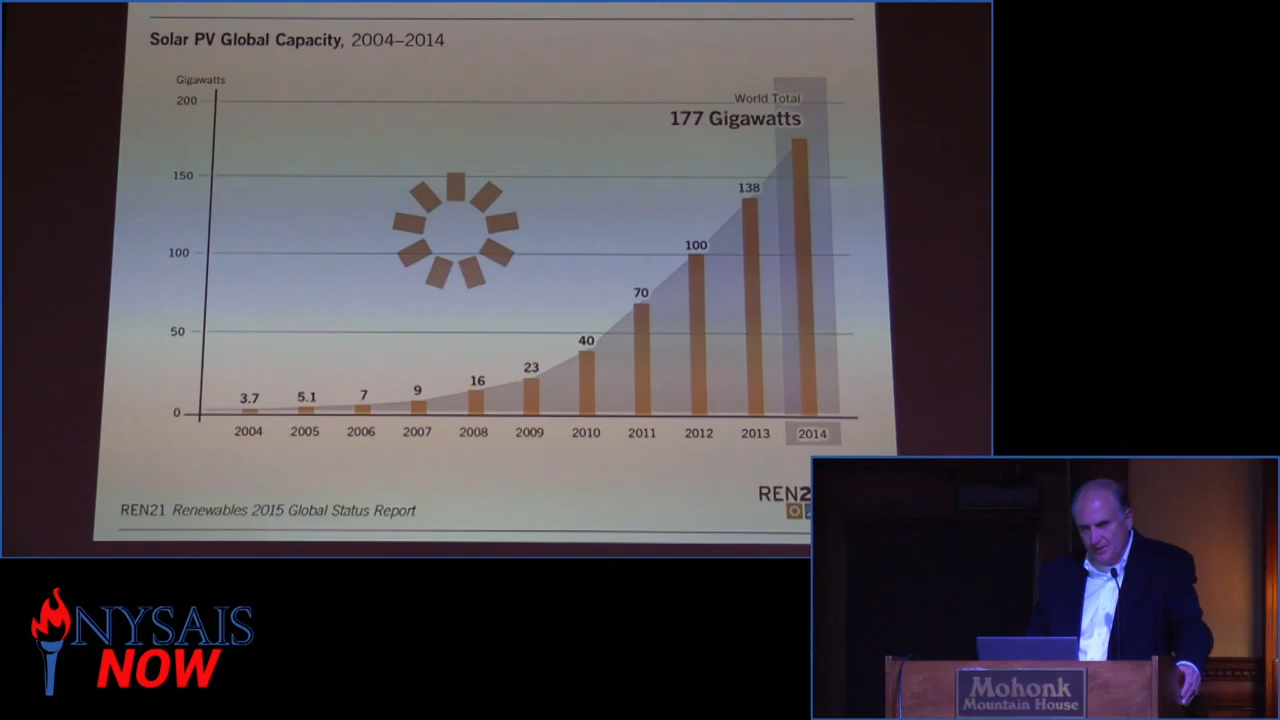 Solar PV Global Capacity, 2004–2014
Gigawatts
200
150
100
50
0
World Total
177 Gigawatts
3.7
5.1
7
9
16
23
40
70
100
138
2004 2005 2006 2007 2008 2009 2010 2011 2012 2013 2014
REN21 Renewables 2015 Global Status Report
NYSAIS
NOW
Mohonk
Mountain House